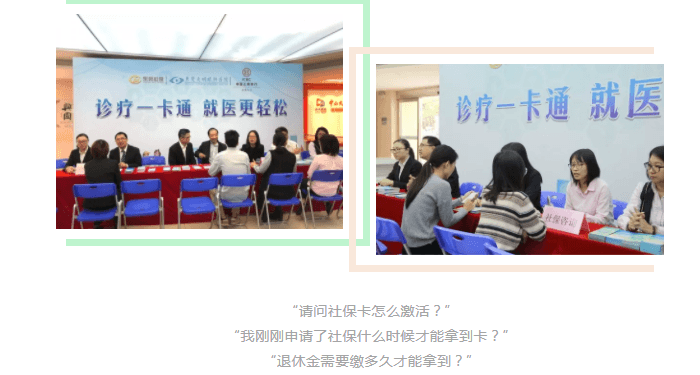 诊疗一卡通 就医更轻松
诊疗一卡通 就医
社保咨询
“请问社保卡怎么激活？”
“我刚刚申请了社保什么时候才能拿到卡？”
“退休金需要缴多久才能拿到？”